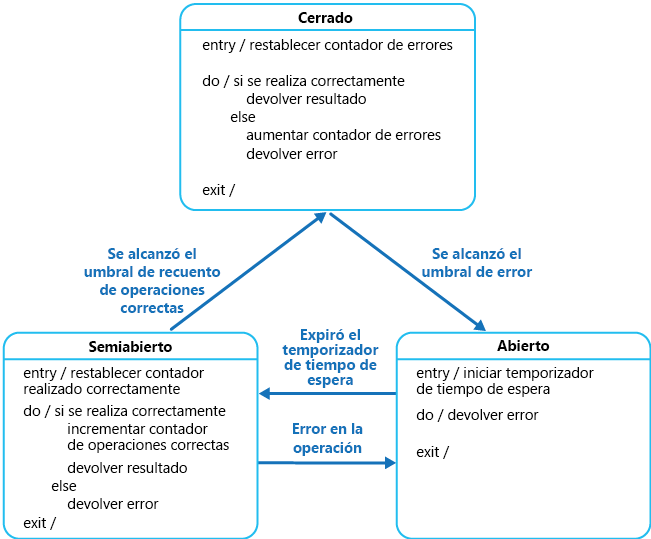 Cerrado
entry / restablecer contador de errores
do / si se realiza correctamente
devolver resultado
else
aumentar contador de errores
devolver error
exit /
Se alcanzó el
umbral de recuento
de operaciones
correctas
Se alcanzó el
umbral de error
Semiabierto
entry / restablecer contador
realizado correctamente
do / si se realiza correctamente
incrementar contador
de operaciones correctas
devolver resultado
else
devolver error
exit /
Expiró el
temporizador
de tiempo de
espera
Error en la
operación
Abierto
entry / iniciar temporizador
de tiempo de espera
do / devolver error
exit /